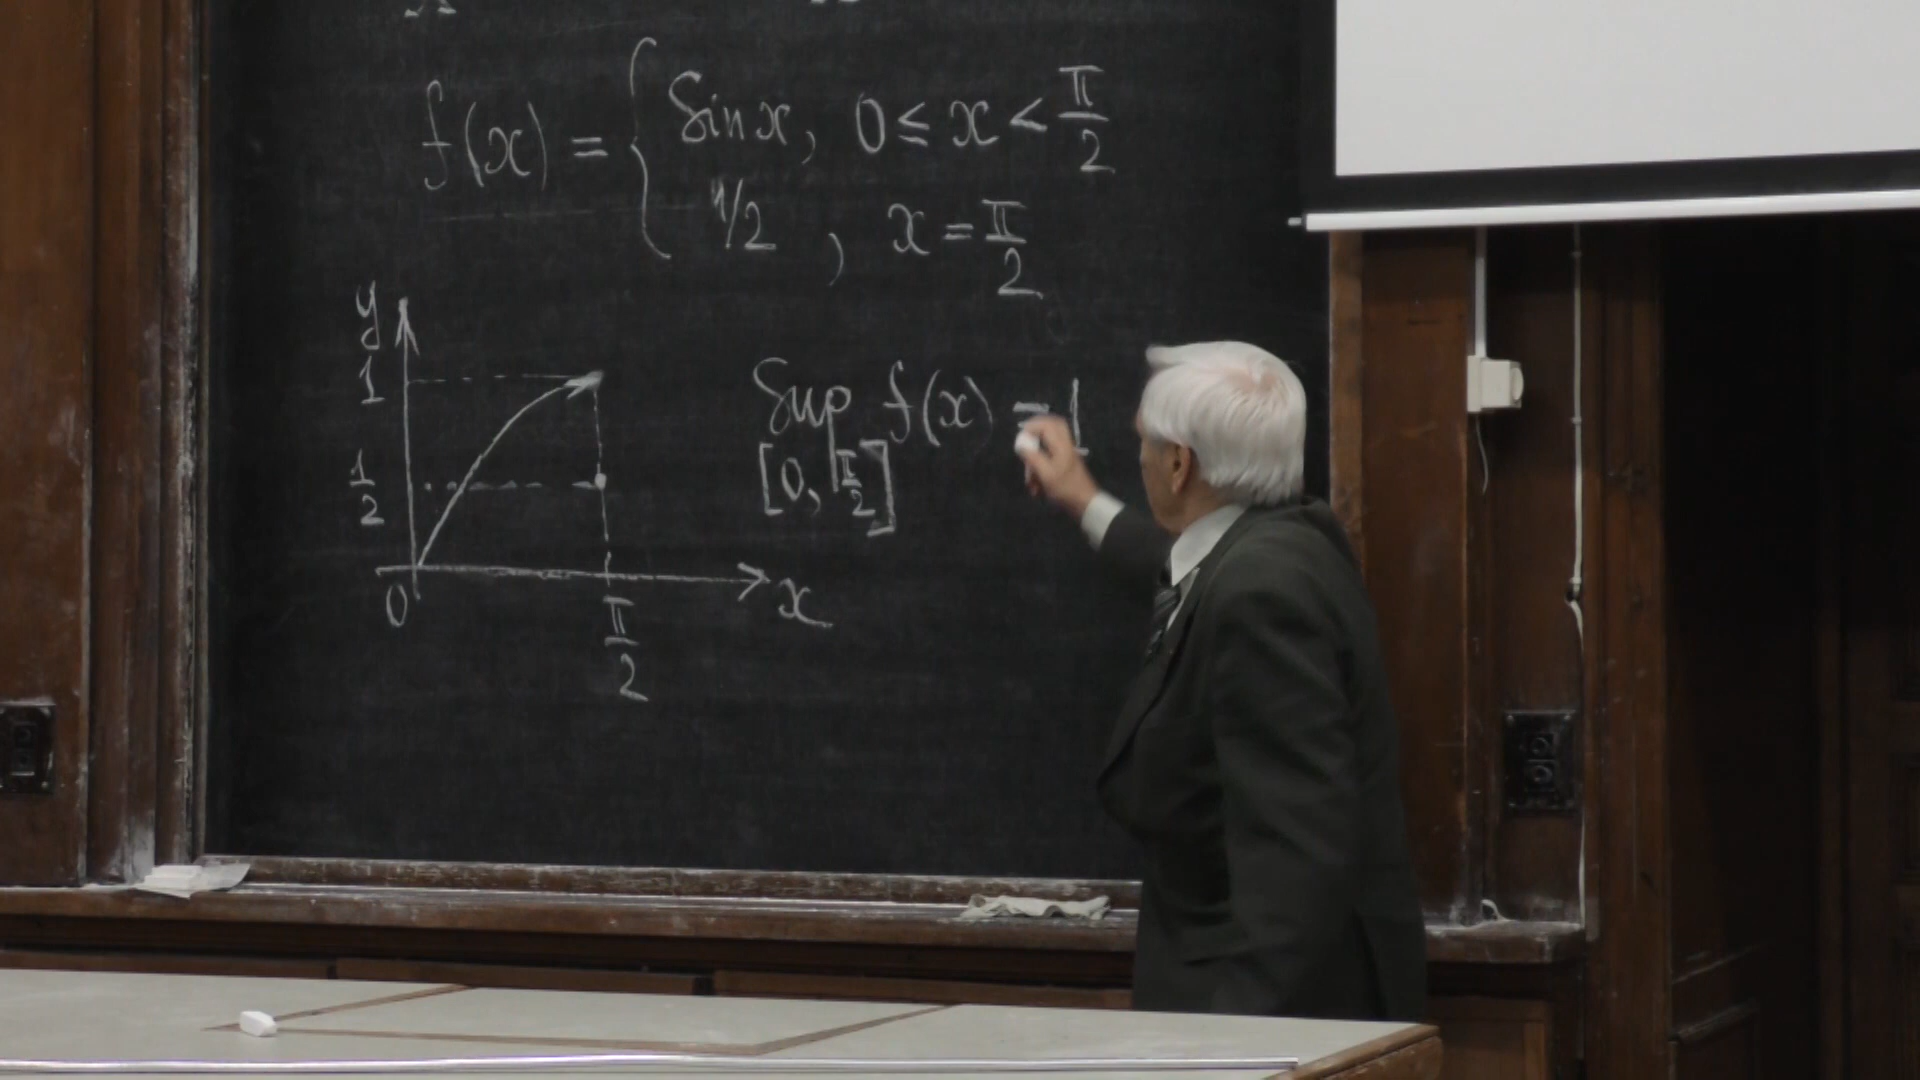 f(x) = { sin x, 0 ≤ x < π/2
1/2, x = π/2
y
1
1/2
0
π/2
x
Sup f(x) = 1
[0, π/2]